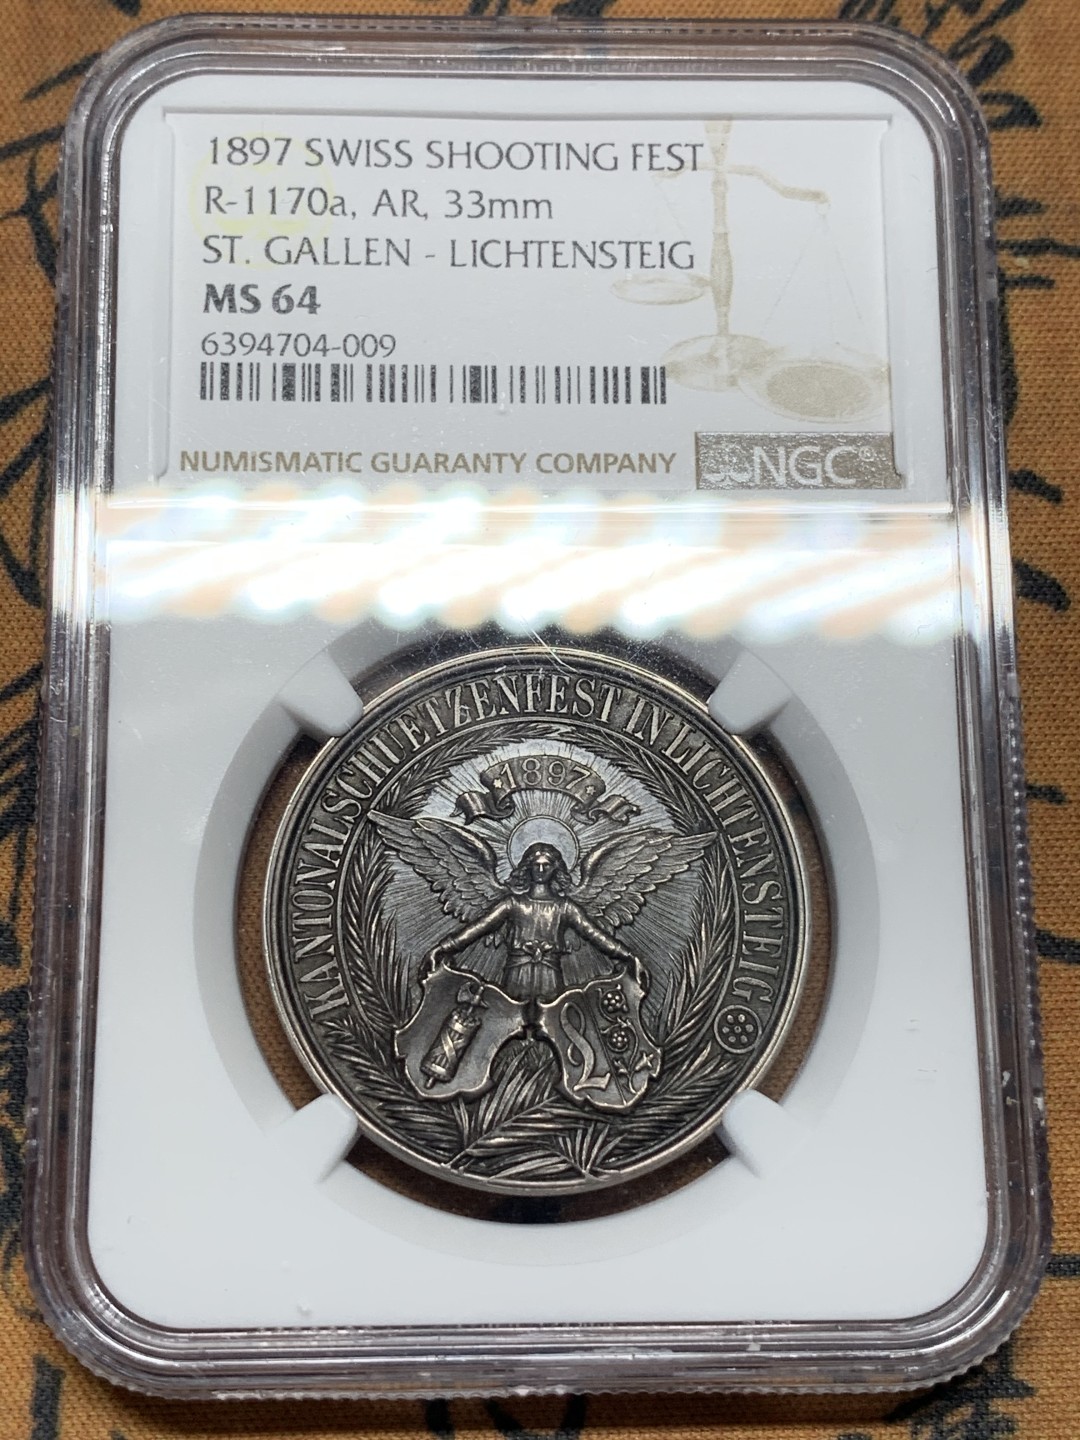 1897 SWISS SHOOTING FEST
R-1170a, AR, 33mm
ST. GALLEN - LICHTENSTEIG
MS 64
6394704-009
NUMISMATIC GUARANTY COMPANY
NGC®
KANTONALSCHUETZENFEST IN LICHTENSTEIG
1897
L